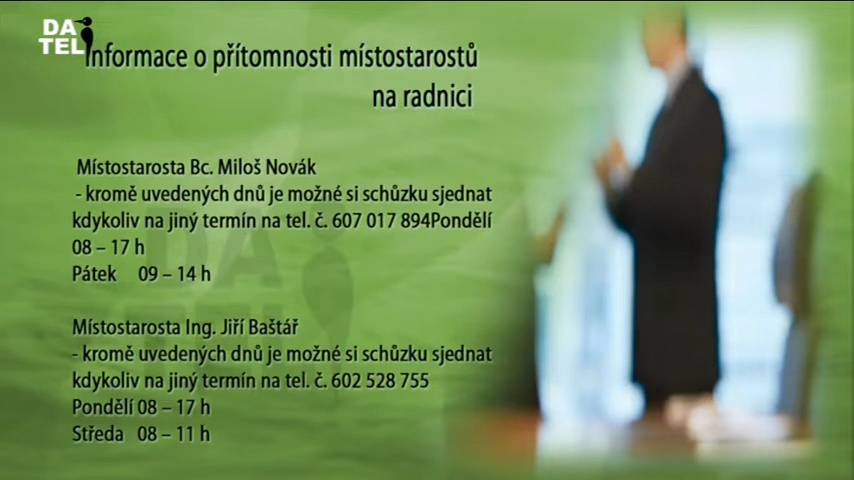 DA
TEL
Informace o přítomnosti místostarostů
na radnici
Místostarosta Bc. Miloš Novák
- kromě uvedených dnů je možné si schůzku sjednat
kdykoliv na jiný termín na tel. č. 607 017 894Pondělí
08 – 17 h
Pátek 09 – 14 h
Místostarosta Ing. Jiří Baštář
- kromě uvedených dnů je možné si schůzku sjednat
kdykoliv na jiný termín na tel. č. 602 528 755
Pondělí 08 – 17 h
Středa 08 – 11 h
DA
TEL